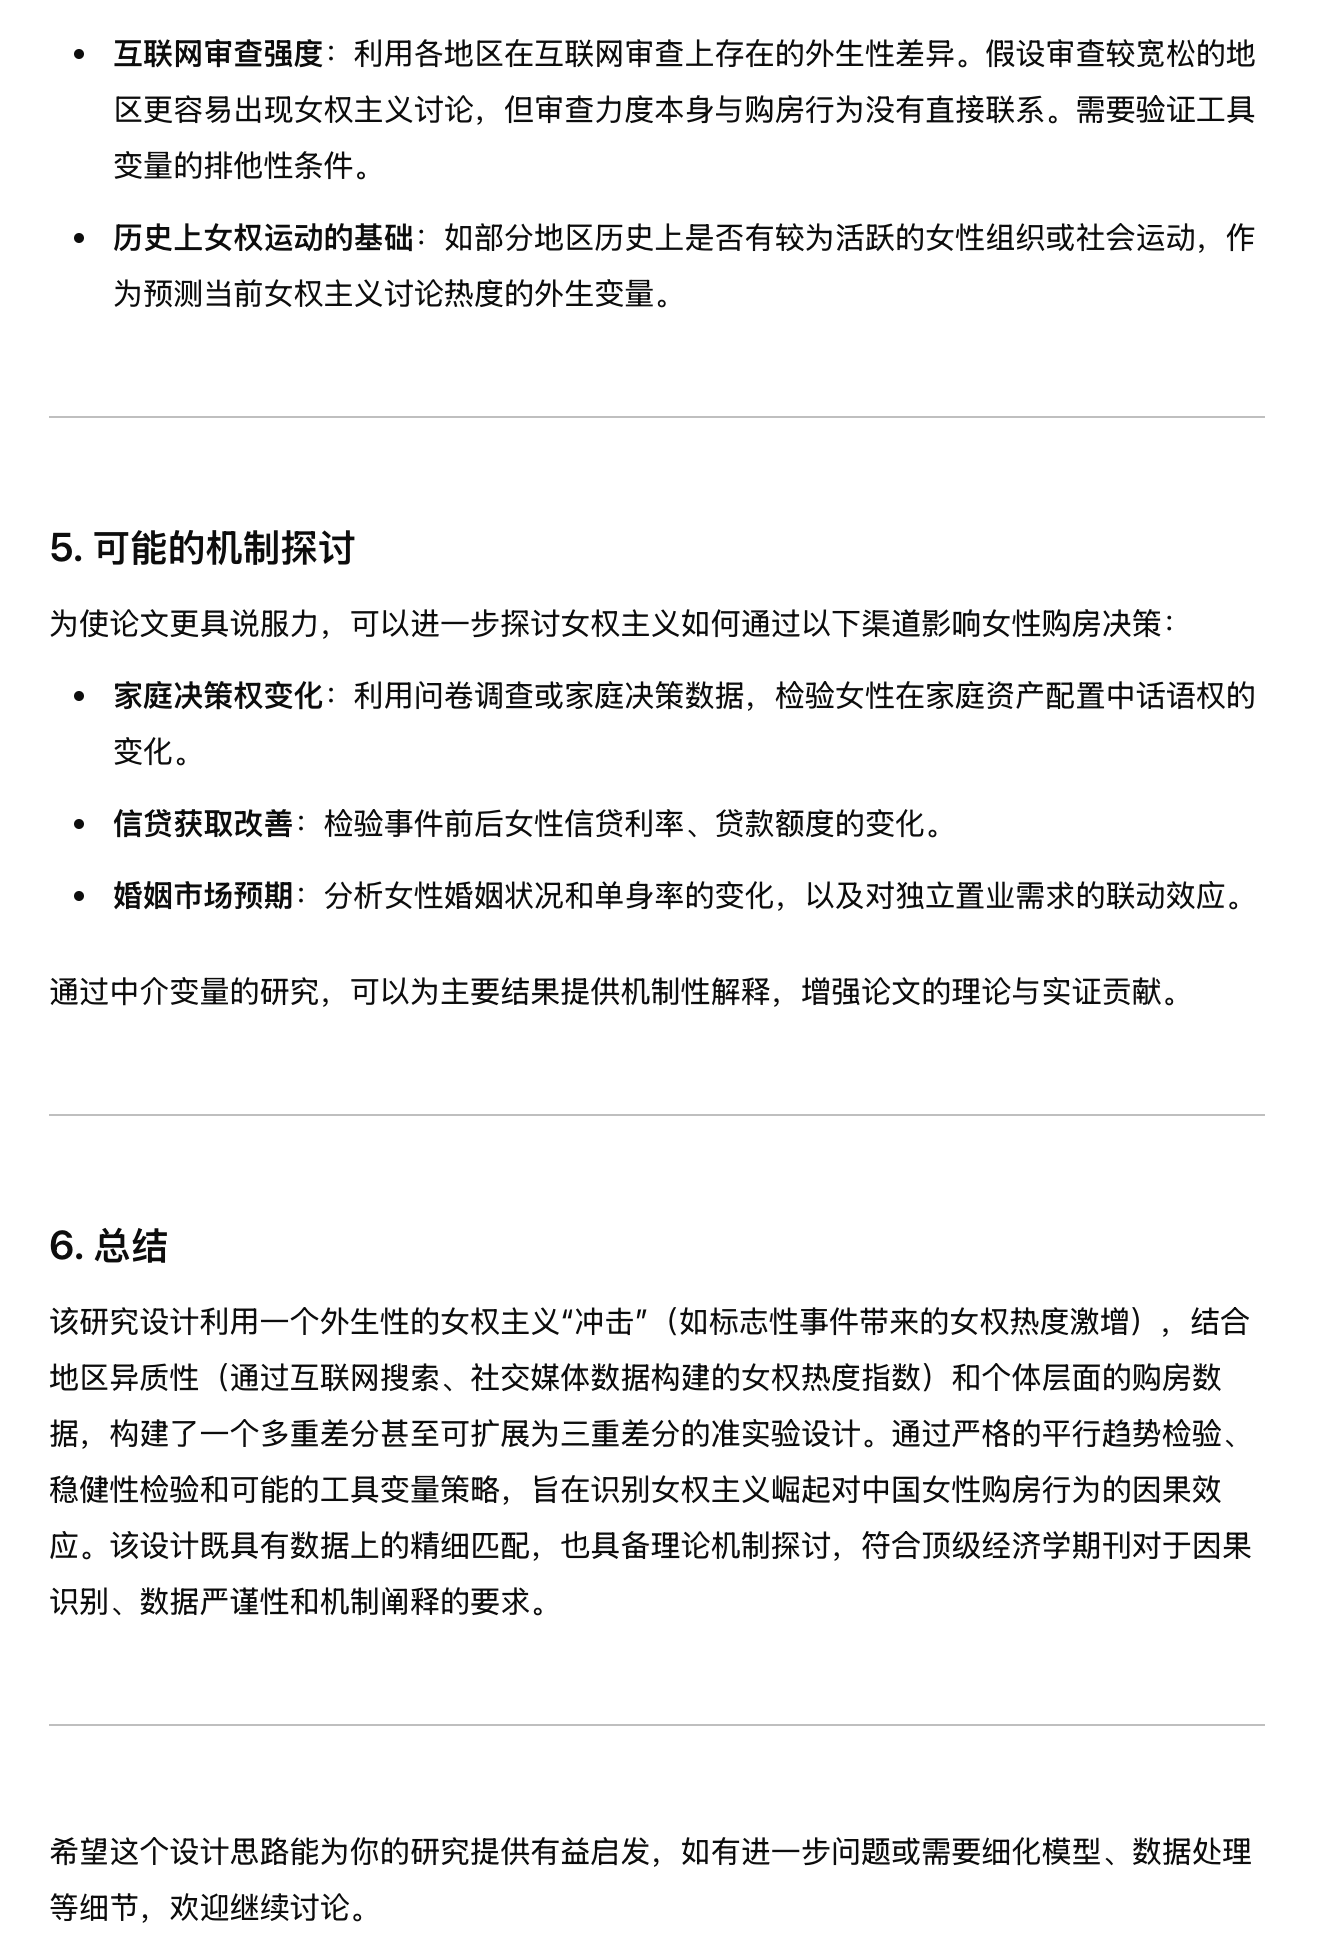 • 互联网审查强度：利用各地区在互联网审查上存在的外生性差异。假设审查较宽松的地
区更容易出现女权主义讨论，但审查力度本身与购房行为没有直接联系。需要验证工具
变量的排他性条件。
• 历史上女权运动的基础：如部分地区历史上是否有较为活跃的女性组织或社会运动，作
为预测当前女权主义讨论热度的外生变量。
5. 可能的机制探讨
为使论文更具说服力，可以进一步探讨女权主义如何通过以下渠道影响女性购房决策：
• 家庭决策权变化：利用问卷调查或家庭决策数据，检验女性在家庭资产配置中话语权的
变化。
• 信贷获取改善：检验事件前后女性信贷利率、贷款额度的变化。
• 婚姻市场预期：分析女性婚姻状况和单身率的变化，以及对独立置业需求的联动效应。
通过中介变量的研究，可以为主要结果提供机制性解释，增强论文的理论与实证贡献。
6. 总结
该研究设计利用一个外生性的女权主义“冲击”（如标志性事件带来的女权热度激增），结合
地区异质性（通过互联网搜索、社交媒体数据构建的女权热度指数）和个体层面的购房数
据，构建了一个多重差分甚至可扩展为三重差分的准实验设计。通过严格的平行趋势检验、
稳健性检验和可能的工具变量策略，旨在识别女权主义崛起对中国女性购房行为的因果效
应。该设计既具有数据上的精细匹配，也具备理论机制探讨，符合顶级经济学期刊对于因果
识别、数据严谨性和机制阐释的要求。
希望这个设计思路能为你的研究提供有益启发，如有进一步问题或需要细化模型、数据处理
等细节，欢迎继续讨论。